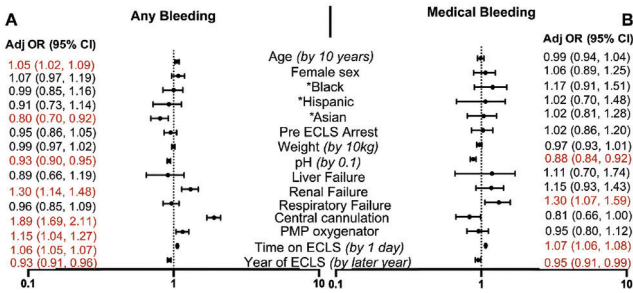 A Any Bleeding Medical Bleeding B
Adj OR (95% CI) Adj OR (95% CI)
1.05 (1.02, 1.09) Age (by 10 years) 0.99 (0.94, 1.04)
1.07 (0.97, 1.19) Female sex 1.06 (0.89, 1.25)
0.99 (0.85, 1.16) *Black 1.17 (0.91, 1.51)
0.91 (0.73, 1.14) *Hispanic 1.02 (0.70, 1.48)
0.80 (0.70, 0.92) *Asian 1.02 (0.81, 1.28)
0.95 (0.86, 1.05) Pre ECLS Arrest 1.02 (0.86, 1.20)
0.99 (0.97, 1.02) Weight (by 10kg) 0.97 (0.93, 1.01)
0.93 (0.90, 0.95) pH (by 0.1) 0.88 (0.84, 0.92)
0.89 (0.66, 1.19) Liver Failure 1.11 (0.70, 1.74)
1.30 (1.14, 1.48) Renal Failure 1.15 (0.93, 1.43)
0.96 (0.85, 1.09) Respiratory Failure 1.30 (1.07, 1.59)
1.89 (1.69, 2.11) Central cannulation 0.81 (0.66, 1.00)
1.15 (1.04, 1.27) PMP oxygenator 0.95 (0.80, 1.12)
1.06 (1.05, 1.07) Time on ECLS (by 1 day) 1.07 (1.06, 1.08)
0.93 (0.91, 0.96) Year of ECLS (by later year) 0.95 (0.91, 0.99)
0.1 1 10 0.1 1 10